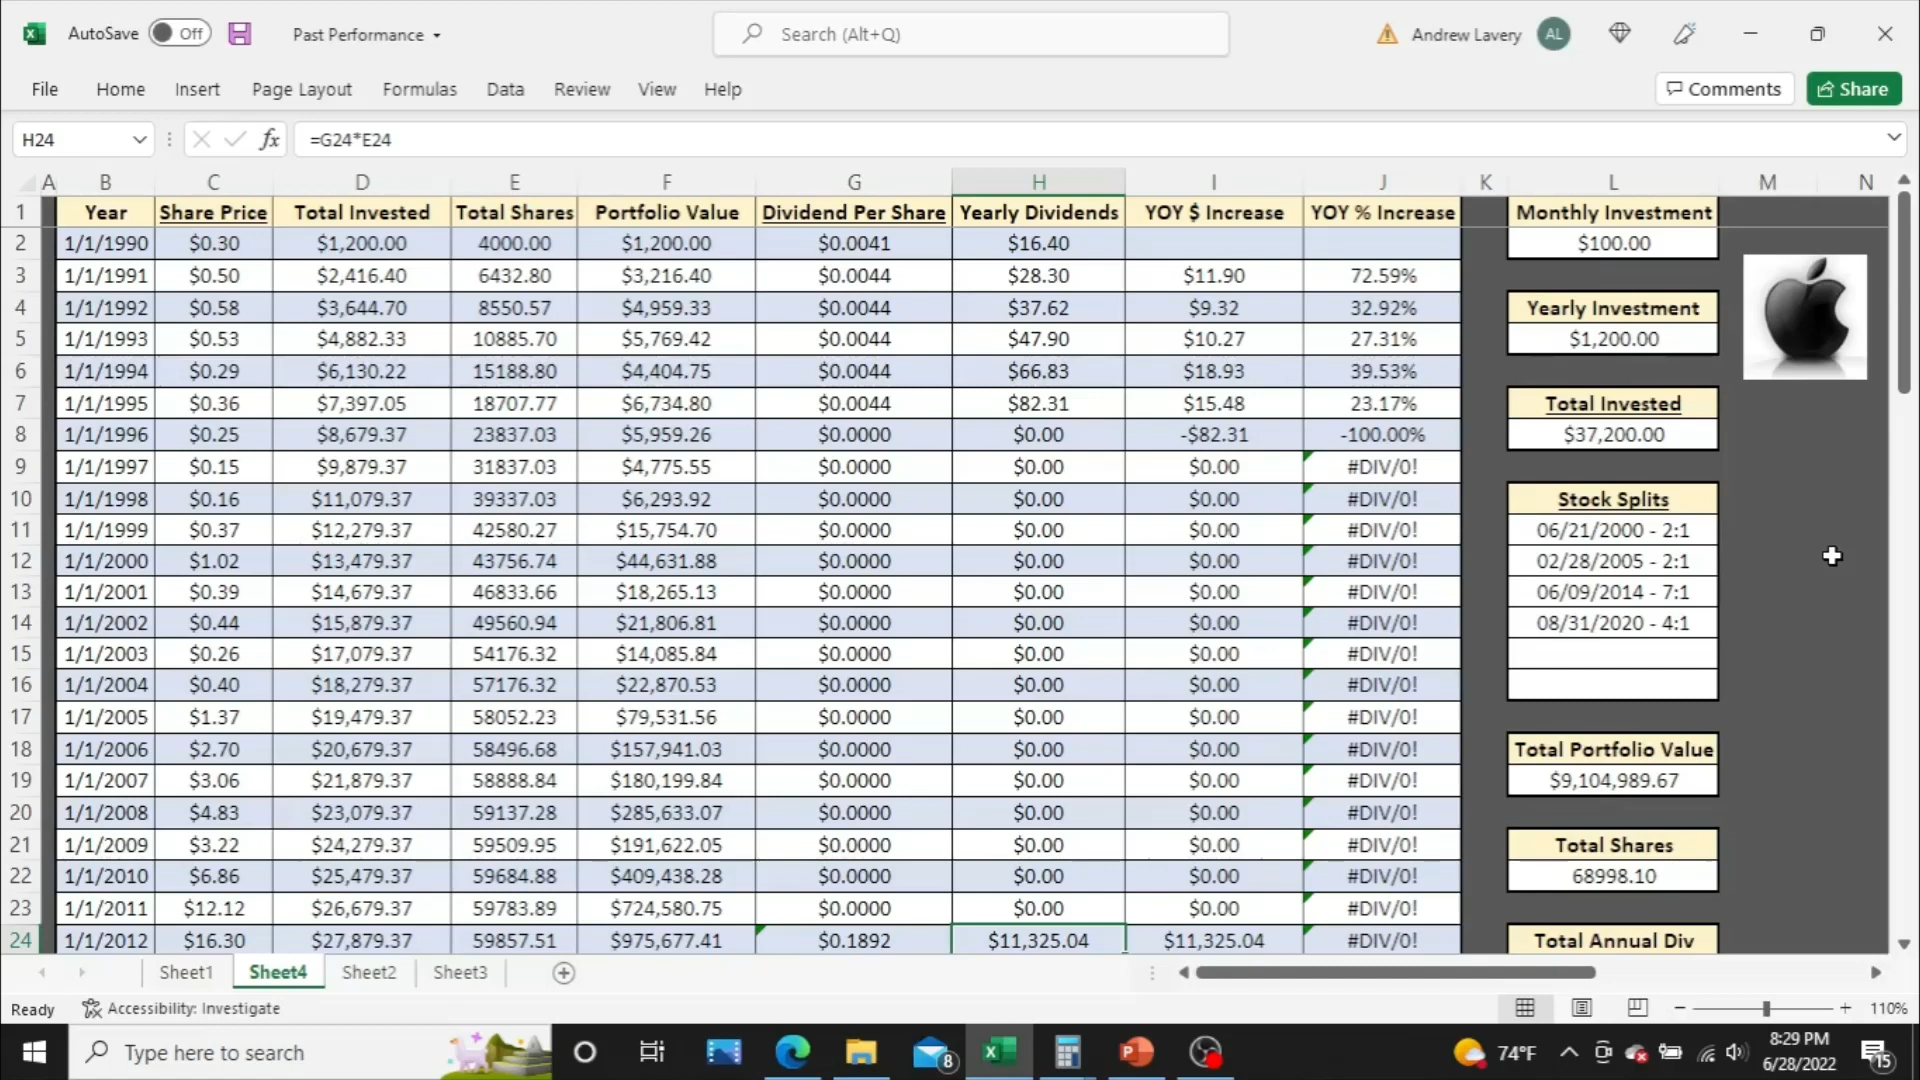 AutoSave Off Past Performance Search (Alt+Q) Andrew Lavery AL
File Home Insert Page Layout Formulas Data Review View Help Comments Share
H24 fx =G24*E24
A B C D E F G H I J K L M N
1 Year Share Price Total Invested Total Shares Portfolio Value Dividend Per Share Yearly Dividends YOY $ Increase YOY % Increase Monthly Investment
2 1/1/1990 $0.30 $1,200.00 4000.00 $1,200.00 $0.0041 $16.40 $100.00
3 1/1/1991 $0.50 $2,416.40 6432.80 $3,216.40 $0.0044 $28.30 $11.90 72.59%
4 1/1/1992 $0.58 $3,644.70 8550.57 $4,959.33 $0.0044 $37.62 $9.32 32.92% Yearly Investment
5 1/1/1993 $0.53 $4,882.33 10885.70 $5,769.42 $0.0044 $47.90 $10.27 27.31% $1,200.00
6 1/1/1994 $0.29 $6,130.22 15188.80 $4,404.75 $0.0044 $66.83 $18.93 39.53%
7 1/1/1995 $0.36 $7,397.05 18707.77 $6,734.80 $0.0044 $82.31 $15.48 23.17% Total Invested
8 1/1/1996 $0.25 $8,679.37 23837.03 $5,959.26 $0.0000 $0.00 -$82.31 -100.00% $37,200.00
9 1/1/1997 $0.15 $9,879.37 31837.03 $4,775.55 $0.0000 $0.00 $0.00 #DIV/0!
10 1/1/1998 $0.16 $11,079.37 39337.03 $6,293.92 $0.0000 $0.00 $0.00 #DIV/0! Stock Splits
11 1/1/1999 $0.37 $12,279.37 42580.27 $15,754.70 $0.0000 $0.00 $0.00 #DIV/0! 06/21/2000 - 2:1
12 1/1/2000 $1.02 $13,479.37 43756.74 $44,631.88 $0.0000 $0.00 $0.00 #DIV/0! 02/28/2005 - 2:1
13 1/1/2001 $0.39 $14,679.37 46833.66 $18,265.13 $0.0000 $0.00 $0.00 #DIV/0! 06/09/2014 - 7:1
14 1/1/2002 $0.44 $15,879.37 49560.94 $21,806.81 $0.0000 $0.00 $0.00 #DIV/0! 08/31/2020 - 4:1
15 1/1/2003 $0.26 $17,079.37 54176.32 $14,085.84 $0.0000 $0.00 $0.00 #DIV/0!
16 1/1/2004 $0.40 $18,279.37 57176.32 $22,870.53 $0.0000 $0.00 $0.00 #DIV/0!
17 1/1/2005 $1.37 $19,479.37 58052.23 $79,531.56 $0.0000 $0.00 $0.00 #DIV/0!
18 1/1/2006 $2.70 $20,679.37 58496.68 $157,941.03 $0.0000 $0.00 $0.00 #DIV/0! Total Portfolio Value
19 1/1/2007 $3.06 $21,879.37 58888.84 $180,199.84 $0.0000 $0.00 $0.00 #DIV/0! $9,104,989.67
20 1/1/2008 $4.83 $23,079.37 59137.28 $285,633.07 $0.0000 $0.00 $0.00 #DIV/0!
21 1/1/2009 $3.22 $24,279.37 59509.95 $191,622.05 $0.0000 $0.00 $0.00 #DIV/0! Total Shares
22 1/1/2010 $6.86 $25,479.37 59684.88 $409,438.28 $0.0000 $0.00 $0.00 #DIV/0! 68998.10
23 1/1/2011 $12.12 $26,679.37 59783.89 $724,580.75 $0.0000 $0.00 $0.00 #DIV/0!
24 1/1/2012 $16.30 $27,879.37 59857.51 $975,677.41 $0.1892 $11,325.04 $11,325.04 #DIV/0! Total Annual Div
Sheet1 Sheet4 Sheet2 Sheet3
Ready Accessibility: Investigate 110%
Type here to search 8 74°F 8:29 PM 15
6/28/2022